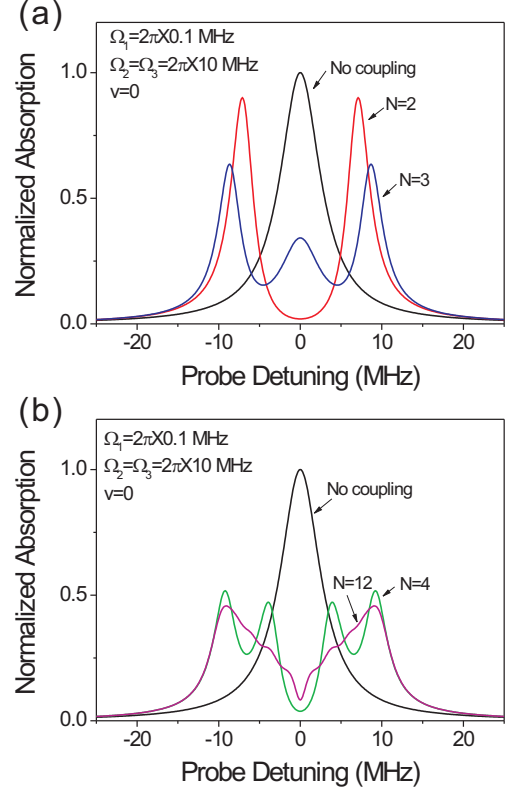 (a)
Ω₁=2πX0.1 MHz
Ω₂=Ω₃=2πX10 MHz
v=0
No coupling
N=2
N=3
1.0
0.5
0.0
Normalized Absorption
-20 -10 0 10 20
Probe Detuning (MHz)
(b)
Ω₁=2πX0.1 MHz
Ω₂=Ω₃=2πX10 MHz
v=0
No coupling
N=12 N=4
1.0
0.5
0.0
Normalized Absorption
-20 -10 0 10 20
Probe Detuning (MHz)